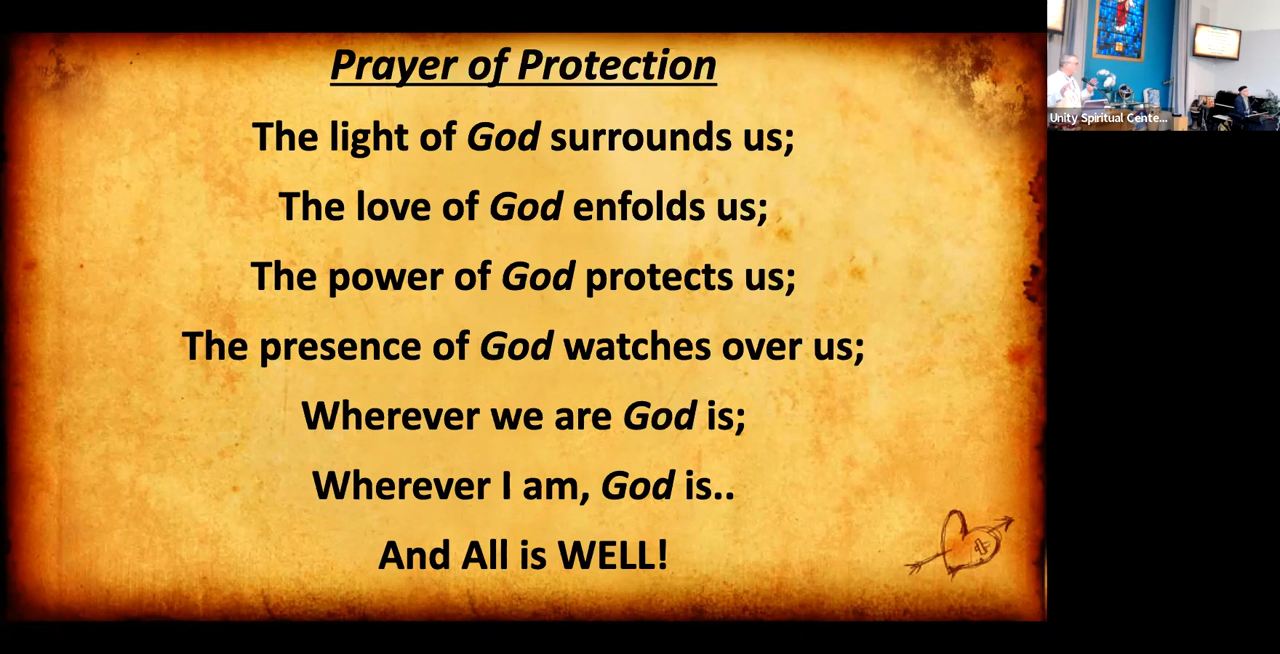 Prayer of Protection
The light of God surrounds us;
The love of God enfolds us;
The power of God protects us;
The presence of God watches over us;
Wherever we are God is;
Wherever I am, God is..
And All is WELL!
Unity Spiritual Cente...